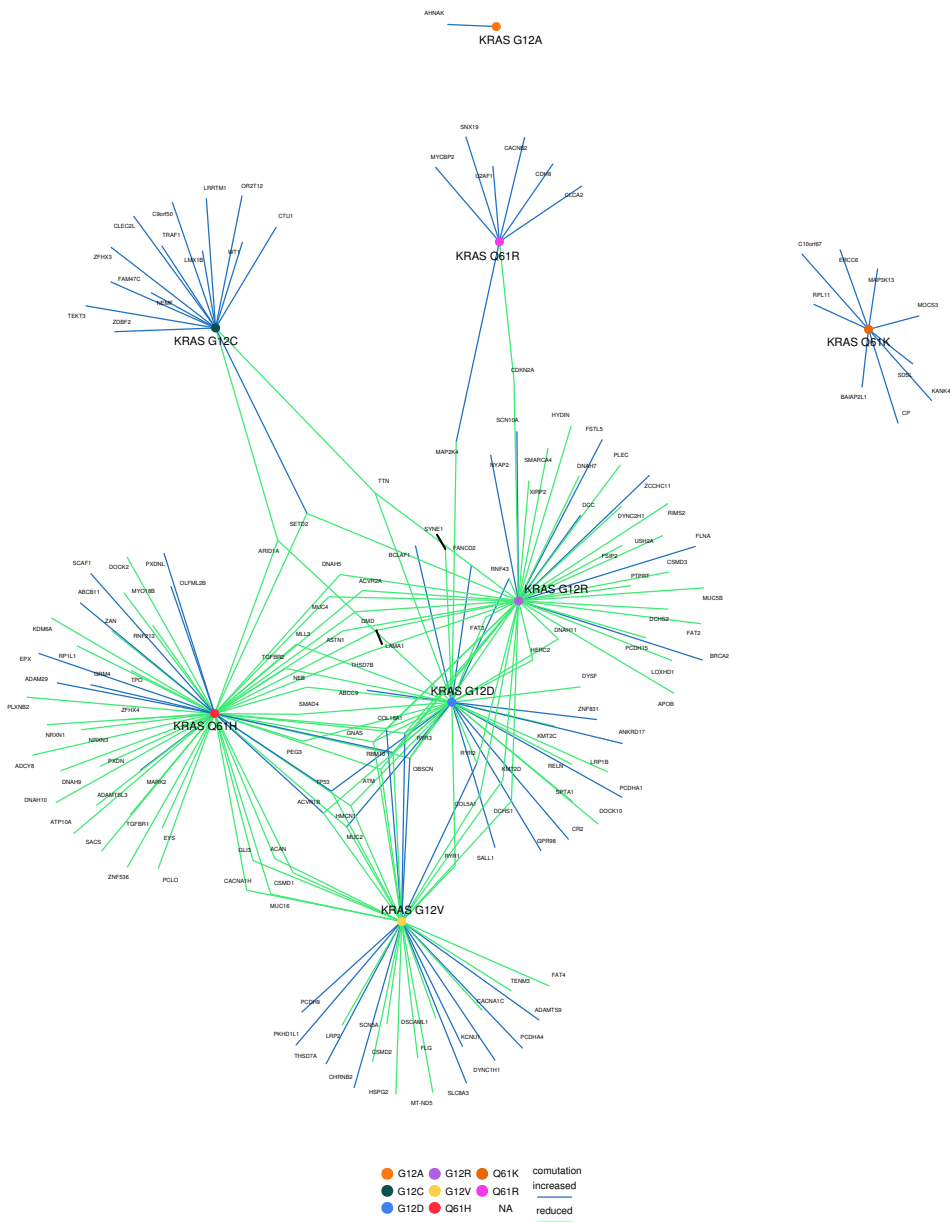 AHNAK
KRAS G12A
SNX19
CACNB2
MYCBP2
U2AF1
CDH8
CLCA2
KRAS Q61R
LRRTM1
OR2T12
C9orf50
CTU1
CLEC2L
TRAF1
WT1
ZFHX3
LMX1B
FAM47C
NEMF
TEKT3
ZDBF2
KRAS G12C
C10orf67
ERCC6
MAP3K13
RPL11
MOCS3
KRAS Q61K
SDSL
KANK4
BAIAP2L1
CP
CDKN2A
SCN10A
HYDIN
FSTL5
MAP2K4
NYAP2
SMARCA4
DNAH7
PLEC
TTN
XIRP2
ZCCHC11
DCC
DYNC2H1
RIMS2
SETD2
SYNE1
USH2A
FLNA
ARID1A
BCLAF1
FANCD2
FSIP2
CSMD3
DNAH5
RNF43
PTPRT
ACVR2A
KRAS G12R
MUC5B
SCAF1
DOCK2
PXDNL
OLFML2B
ABCB11
MYO18B
MUC4
ZAN
RNF213
DMD
DCHS2
KDM6A
MLL3
ASTN1
FAT3
DNAH11
FAT2
LAMA1
HERC2
PCDH15
EPX
RP1L1
TGFBR2
THSD7B
BRCA2
GRM4
ADAM29
TPO
NEB
ABCC9
KRAS G12D
DYSF
LOXHD1
PLXNB2
ZFHX4
SMAD4
COL18A1
ZNF831
APOB
KRAS Q61H
NRXN1
NRXN3
GNAS
RYR3
KMT2C
ANKRD17
PEG3
RBM10
RYR2
ADCY8
PXDN
OBSCN
KMT2D
RELN
LRP1B
DNAH9
MARK2
TP53
ATM
SPTA1
PCDHA1
DNAH10
ADAMTSL3
ACVR1B
COL5A1
DCHS1
DOCK10
ATP10A
TGFBR1
HMCN1
CR2
SACS
EYS
MUC2
GPR98
GLI3
ACAN
RYR1
SALL1
ZNF536
PCLO
CACNA1H
CSMD1
MUC16
KRAS G12V
FAT4
TENM3
PCDH9
CACNA1C
ADAMTS9
PKHD1L1
LRP2
SCN5A
DSCAML1
KCNU1
PCDHA4
THSD7A
CSMD2
FLG
DYNC1H1
CHRNB2
HSPG2
SLC8A3
MT-ND5
G12A G12R Q61K
G12C G12V Q61R
G12D Q61H NA
comutation
increased
reduced